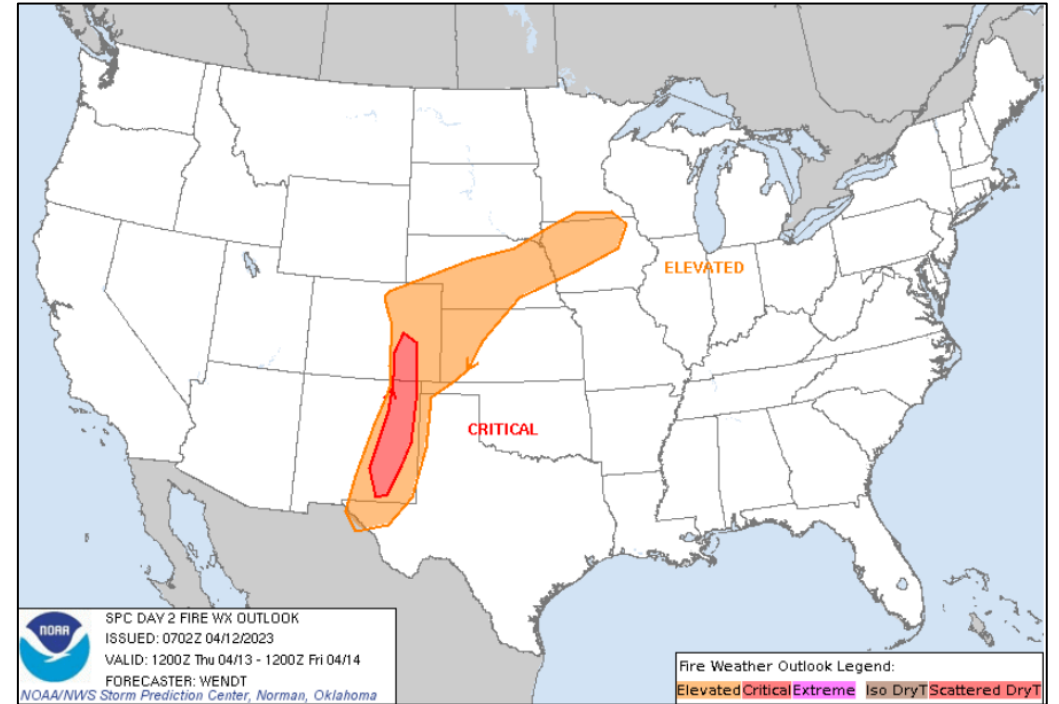 ELEVATED
CRITICAL
NOAA
SPC DAY 2 FIRE WX OUTLOOK
ISSUED: 0702Z 04/12/2023
VALID: 1200Z Thu 04/13 - 1200Z Fri 04/14
FORECASTER: WENDT
NOAA/NWS Storm Prediction Center, Norman, Oklahoma
Fire Weather Outlook Legend:
Elevated Critical Extreme Iso DryT Scattered DryT